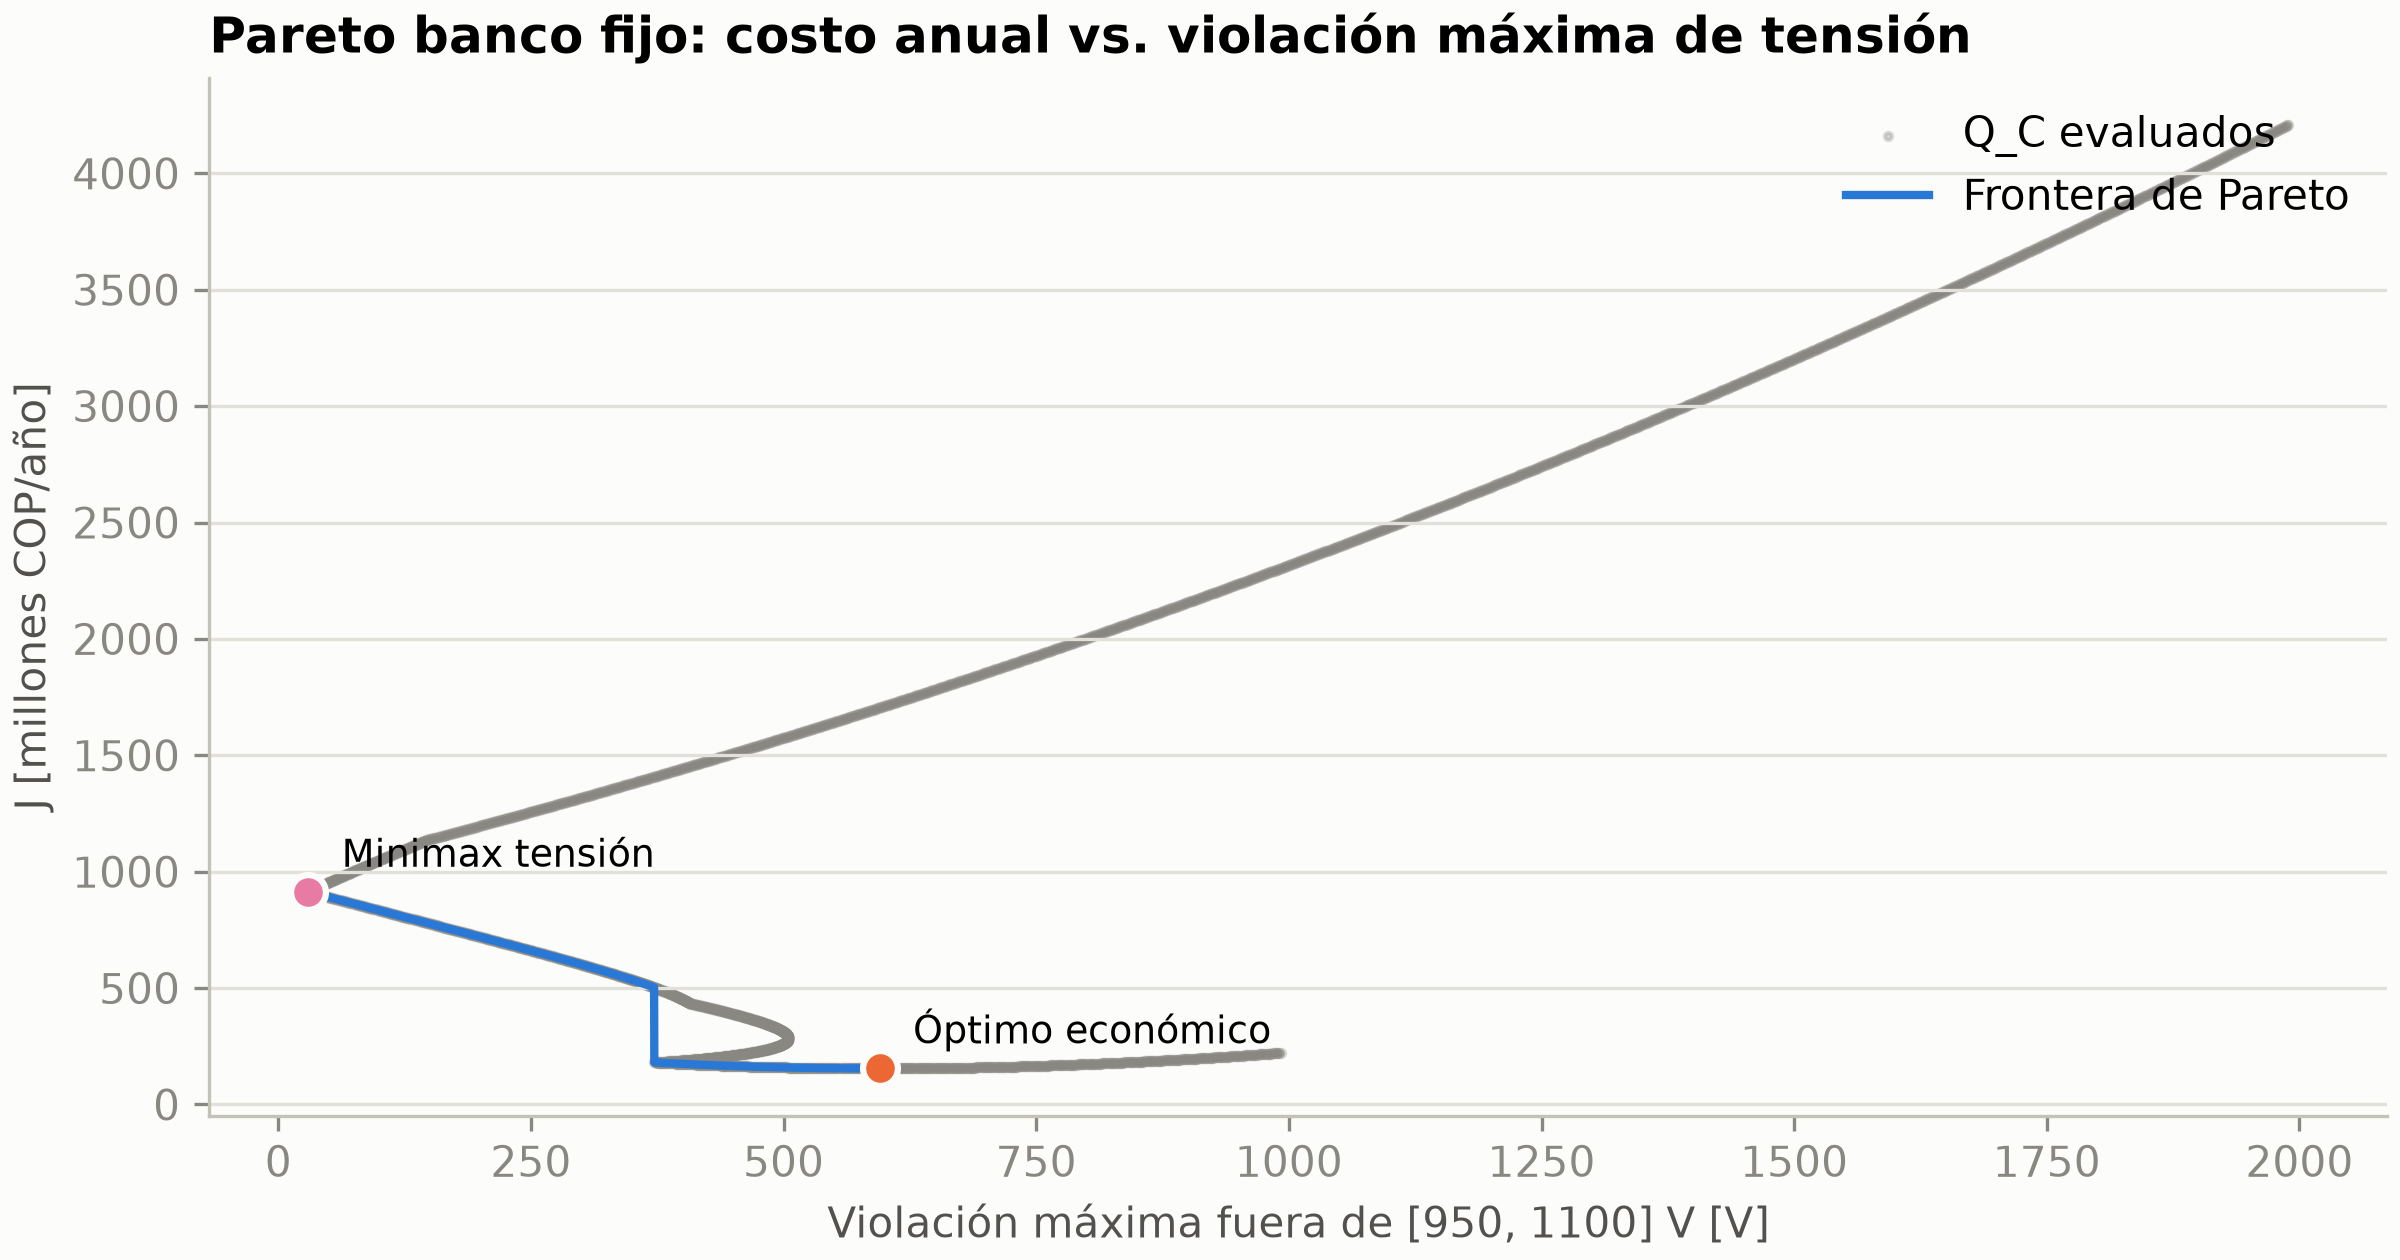 Pareto banco fijo: costo anual vs. violación máxima de tensión
Q_C evaluados
Frontera de Pareto
J [millones COP/año]
4000
3500
3000
2500
2000
1500
1000
500
0
Minimax tensión
Óptimo económico
0 250 500 750 1000 1250 1500 1750 2000
Violación máxima fuera de [950, 1100] V [V]